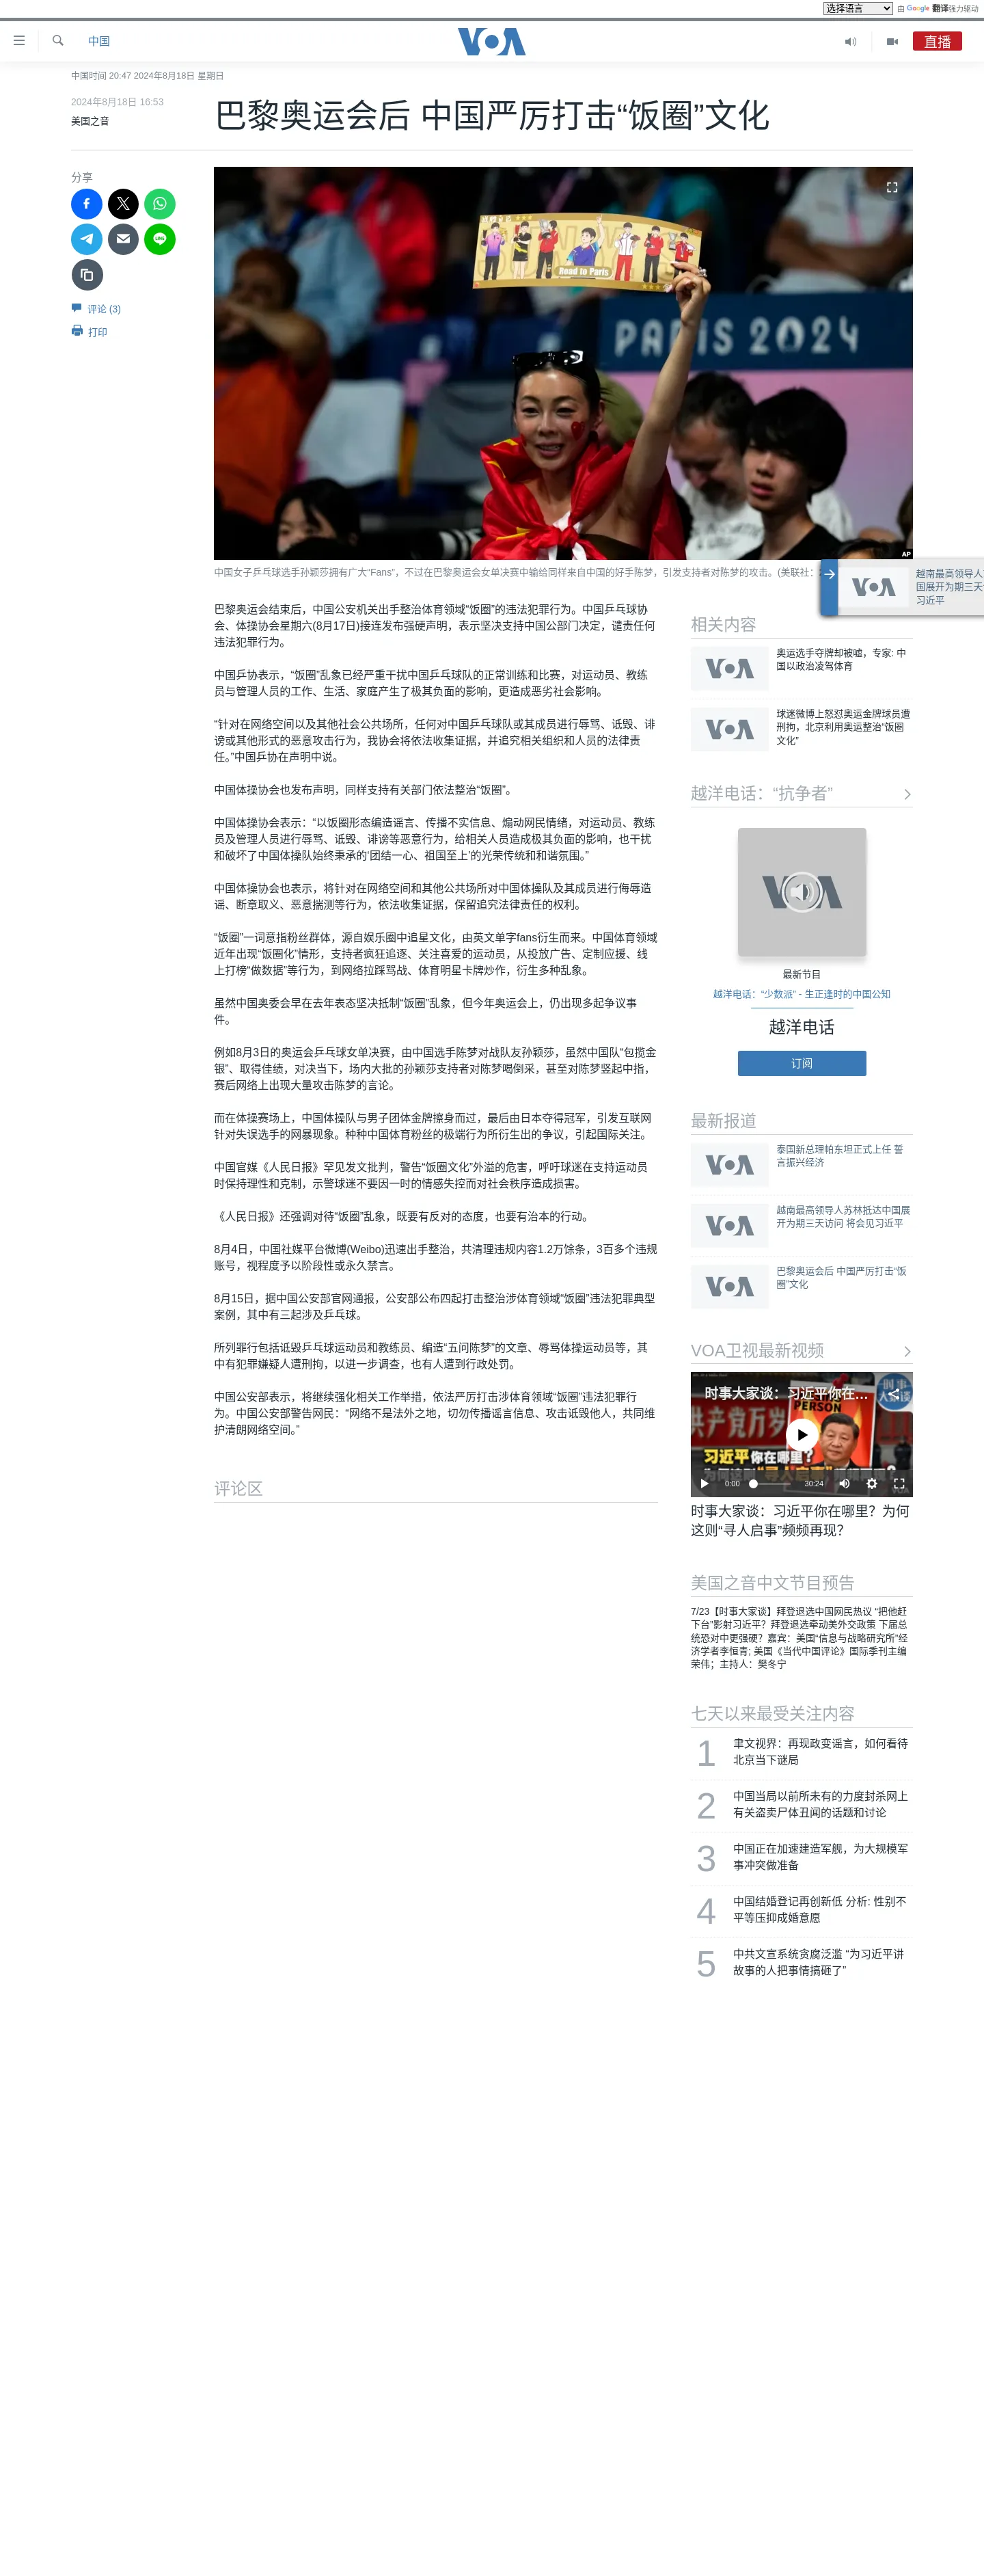 选择语言
由 Google 翻译强力驱动
中国
VOA
直播
中国时间 20:47 2024年8月18日 星期日
2024年8月18日 16:53
美国之音
巴黎奥运会后 中国严厉打击“饭圈”文化
分享
评论 (3)
打印
Road to Paris
PARIS 2024
AP
中国女子乒乓球选手孙颖莎拥有广大“Fans”，不过在巴黎奥运会女单决赛中输给同样来自中国的好手陈梦，引发支持者对陈梦的攻击。(美联社：
越南最高领导人
国展开为期三天
习近平
巴黎奥运会结束后，中国公安机关出手整治体育领域“饭圈”的违法犯罪行为。中国乒乓球协
会、体操协会星期六(8月17日)接连发布强硬声明，表示坚决支持中国公部门决定，谴责任何
违法犯罪行为。
中国乒协表示，“饭圈”乱象已经严重干扰中国乒乓球队的正常训练和比赛，对运动员、教练
员与管理人员的工作、生活、家庭产生了极其负面的影响，更造成恶劣社会影响。
“针对在网络空间以及其他社会公共场所，任何对中国乒乓球队或其成员进行辱骂、诋毁、诽
谤或其他形式的恶意攻击行为，我协会将依法收集证据，并追究相关组织和人员的法律责
任。”中国乒协在声明中说。
中国体操协会也发布声明，同样支持有关部门依法整治“饭圈”。
中国体操协会表示：“以饭圈形态编造谣言、传播不实信息、煽动网民情绪，对运动员、教练
员及管理人员进行辱骂、诋毁、诽谤等恶意行为，给相关人员造成极其负面的影响，也干扰
和破坏了中国体操队始终秉承的‘团结一心、祖国至上’的光荣传统和和谐氛围。”
中国体操协会也表示，将针对在网络空间和其他公共场所对中国体操队及其成员进行侮辱造
谣、断章取义、恶意揣测等行为，依法收集证据，保留追究法律责任的权利。
“饭圈”一词意指粉丝群体，源自娱乐圈中追星文化，由英文单字fans衍生而来。中国体育领域
近年出现“饭圈化”情形，支持者疯狂追逐、关注喜爱的运动员，从投放广告、定制应援、线
上打榜“做数据”等行为，到网络拉踩骂战、体育明星卡牌炒作，衍生多种乱象。
虽然中国奥委会早在去年表态坚决抵制“饭圈”乱象，但今年奥运会上，仍出现多起争议事
件。
例如8月3日的奥运会乒乓球女单决赛，由中国选手陈梦对战队友孙颖莎，虽然中国队“包揽金
银”、取得佳绩，对决当下，场内大批的孙颖莎支持者对陈梦喝倒采，甚至对陈梦竖起中指，
赛后网络上出现大量攻击陈梦的言论。
而在体操赛场上，中国体操队与男子团体金牌擦身而过，最后由日本夺得冠军，引发互联网
针对失误选手的网暴现象。种种中国体育粉丝的极端行为所衍生出的争议，引起国际关注。
中国官媒《人民日报》罕见发文批判，警告“饭圈文化”外溢的危害，呼吁球迷在支持运动员
时保持理性和克制，示警球迷不要因一时的情感失控而对社会秩序造成损害。
《人民日报》还强调对待“饭圈”乱象，既要有反对的态度，也要有治本的行动。
8月4日，中国社媒平台微博(Weibo)迅速出手整治，共清理违规内容1.2万馀条，3百多个违规
账号，视程度予以阶段性或永久禁言。
8月15日，据中国公安部官网通报，公安部公布四起打击整治涉体育领域“饭圈”违法犯罪典型
案例，其中有三起涉及乒乓球。
所列罪行包括诋毁乒乓球运动员和教练员、编造“五问陈梦”的文章、辱骂体操运动员等，其
中有犯罪嫌疑人遭刑拘，以进一步调查，也有人遭到行政处罚。
中国公安部表示，将继续强化相关工作举措，依法严厉打击涉体育领域“饭圈”违法犯罪行
为。中国公安部警告网民：“网络不是法外之地，切勿传播谣言信息、攻击诋毁他人，共同维
护清朗网络空间。”
评论区
相关内容
奥运选手夺牌却被嘘，专家: 中
国以政治凌驾体育
球迷微博上怒怼奥运金牌球员遭
刑拘，北京利用奥运整治“饭圈
文化”
越洋电话：“抗争者”
最新节目
越洋电话：“少数派” - 生正逢时的中国公知
越洋电话
订阅
最新报道
泰国新总理帕东坦正式上任 誓
言振兴经济
越南最高领导人苏林抵达中国展
开为期三天访问 将会见习近平
巴黎奥运会后 中国严厉打击“饭
圈”文化
VOA卫视最新视频
时事大家谈：习近平你在…
PERSON
习近平你在哪里？
0:00
30:24
时事大家谈：习近平你在哪里？为何
这则“寻人启事”频频再现？
美国之音中文节目预告
7/23【时事大家谈】拜登退选中国网民热议 “把他赶
下台”影射习近平？拜登退选牵动美外交政策 下届总
统恐对中更强硬？嘉宾：美国“信息与战略研究所”经
济学者李恒青; 美国《当代中国评论》国际季刊主编
荣伟；主持人：樊冬宁
七天以来最受关注内容
1
聿文视界：再现政变谣言，如何看待
北京当下谜局
2
中国当局以前所未有的力度封杀网上
有关盗卖尸体丑闻的话题和讨论
3
中国正在加速建造军舰，为大规模军
事冲突做准备
4
中国结婚登记再创新低 分析: 性别不
平等压抑成婚意愿
5
中共文宣系统贪腐泛滥 “为习近平讲
故事的人把事情搞砸了”